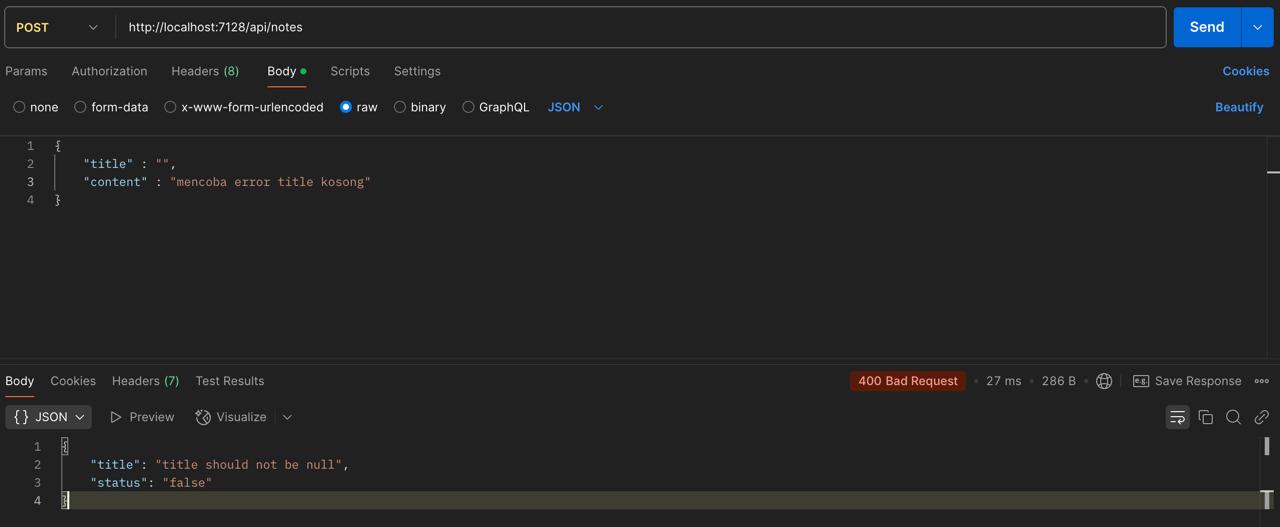 POST http://localhost:7128/api/notes Send
Params Authorization Headers (8) Body Scripts Settings Cookies
none form-data x-www-form-urlencoded raw binary GraphQL JSON Beautify
1 {
2 "title" : "",
3 "content" : "mencoba error title kosong"
4 }
Body Cookies Headers (7) Test Results 400 Bad Request • 27 ms • 286 B • e.g. Save Response
{} JSON Preview Visualize
1 {
2 "title": "title should not be null",
3 "status": "false"
4 }